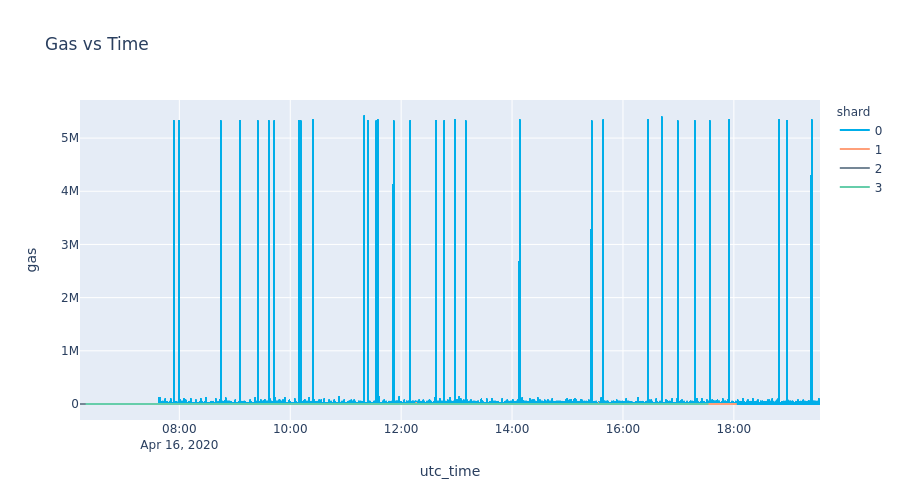 Gas vs Time
shard
0
1
2
3
5M
4M
3M
2M
1M
0
gas
08:00
10:00
12:00
14:00
16:00
18:00
Apr 16, 2020
utc_time